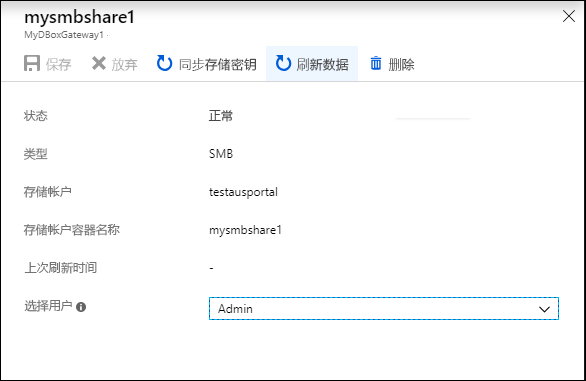 mysmbshare1
MyDBoxGateway1
保存 放弃 同步存储密钥 刷新数据 删除
状态 正常
类型 SMB
存储帐户 testausportal
存储帐户容器名称 mysmbshare1
上次刷新时间 -
选择用户 Admin